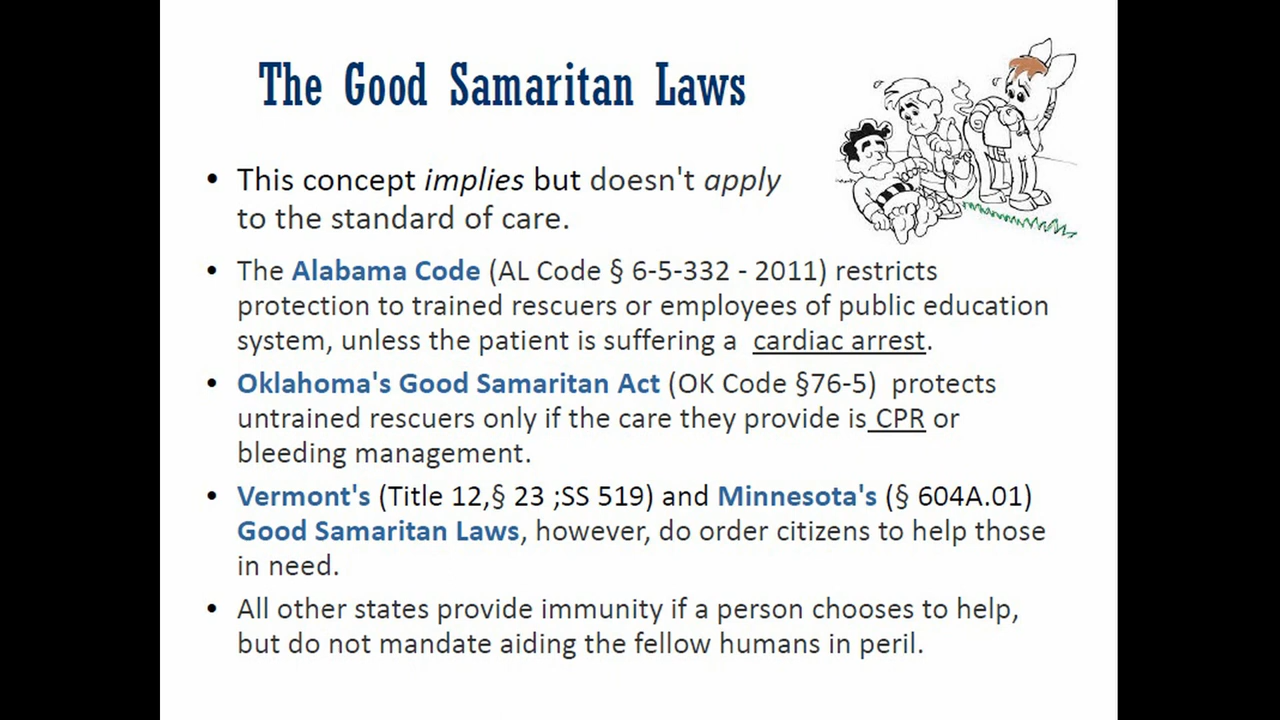 The Good Samaritan Laws
• This concept implies but doesn't apply
to the standard of care.
• The Alabama Code (AL Code § 6-5-332 - 2011) restricts
protection to trained rescuers or employees of public education
system, unless the patient is suffering a cardiac arrest.
• Oklahoma's Good Samaritan Act (OK Code §76-5) protects
untrained rescuers only if the care they provide is CPR or
bleeding management.
• Vermont's (Title 12,§ 23 ;SS 519) and Minnesota's (§ 604A.01)
Good Samaritan Laws, however, do order citizens to help those
in need.
• All other states provide immunity if a person chooses to help,
but do not mandate aiding the fellow humans in peril.